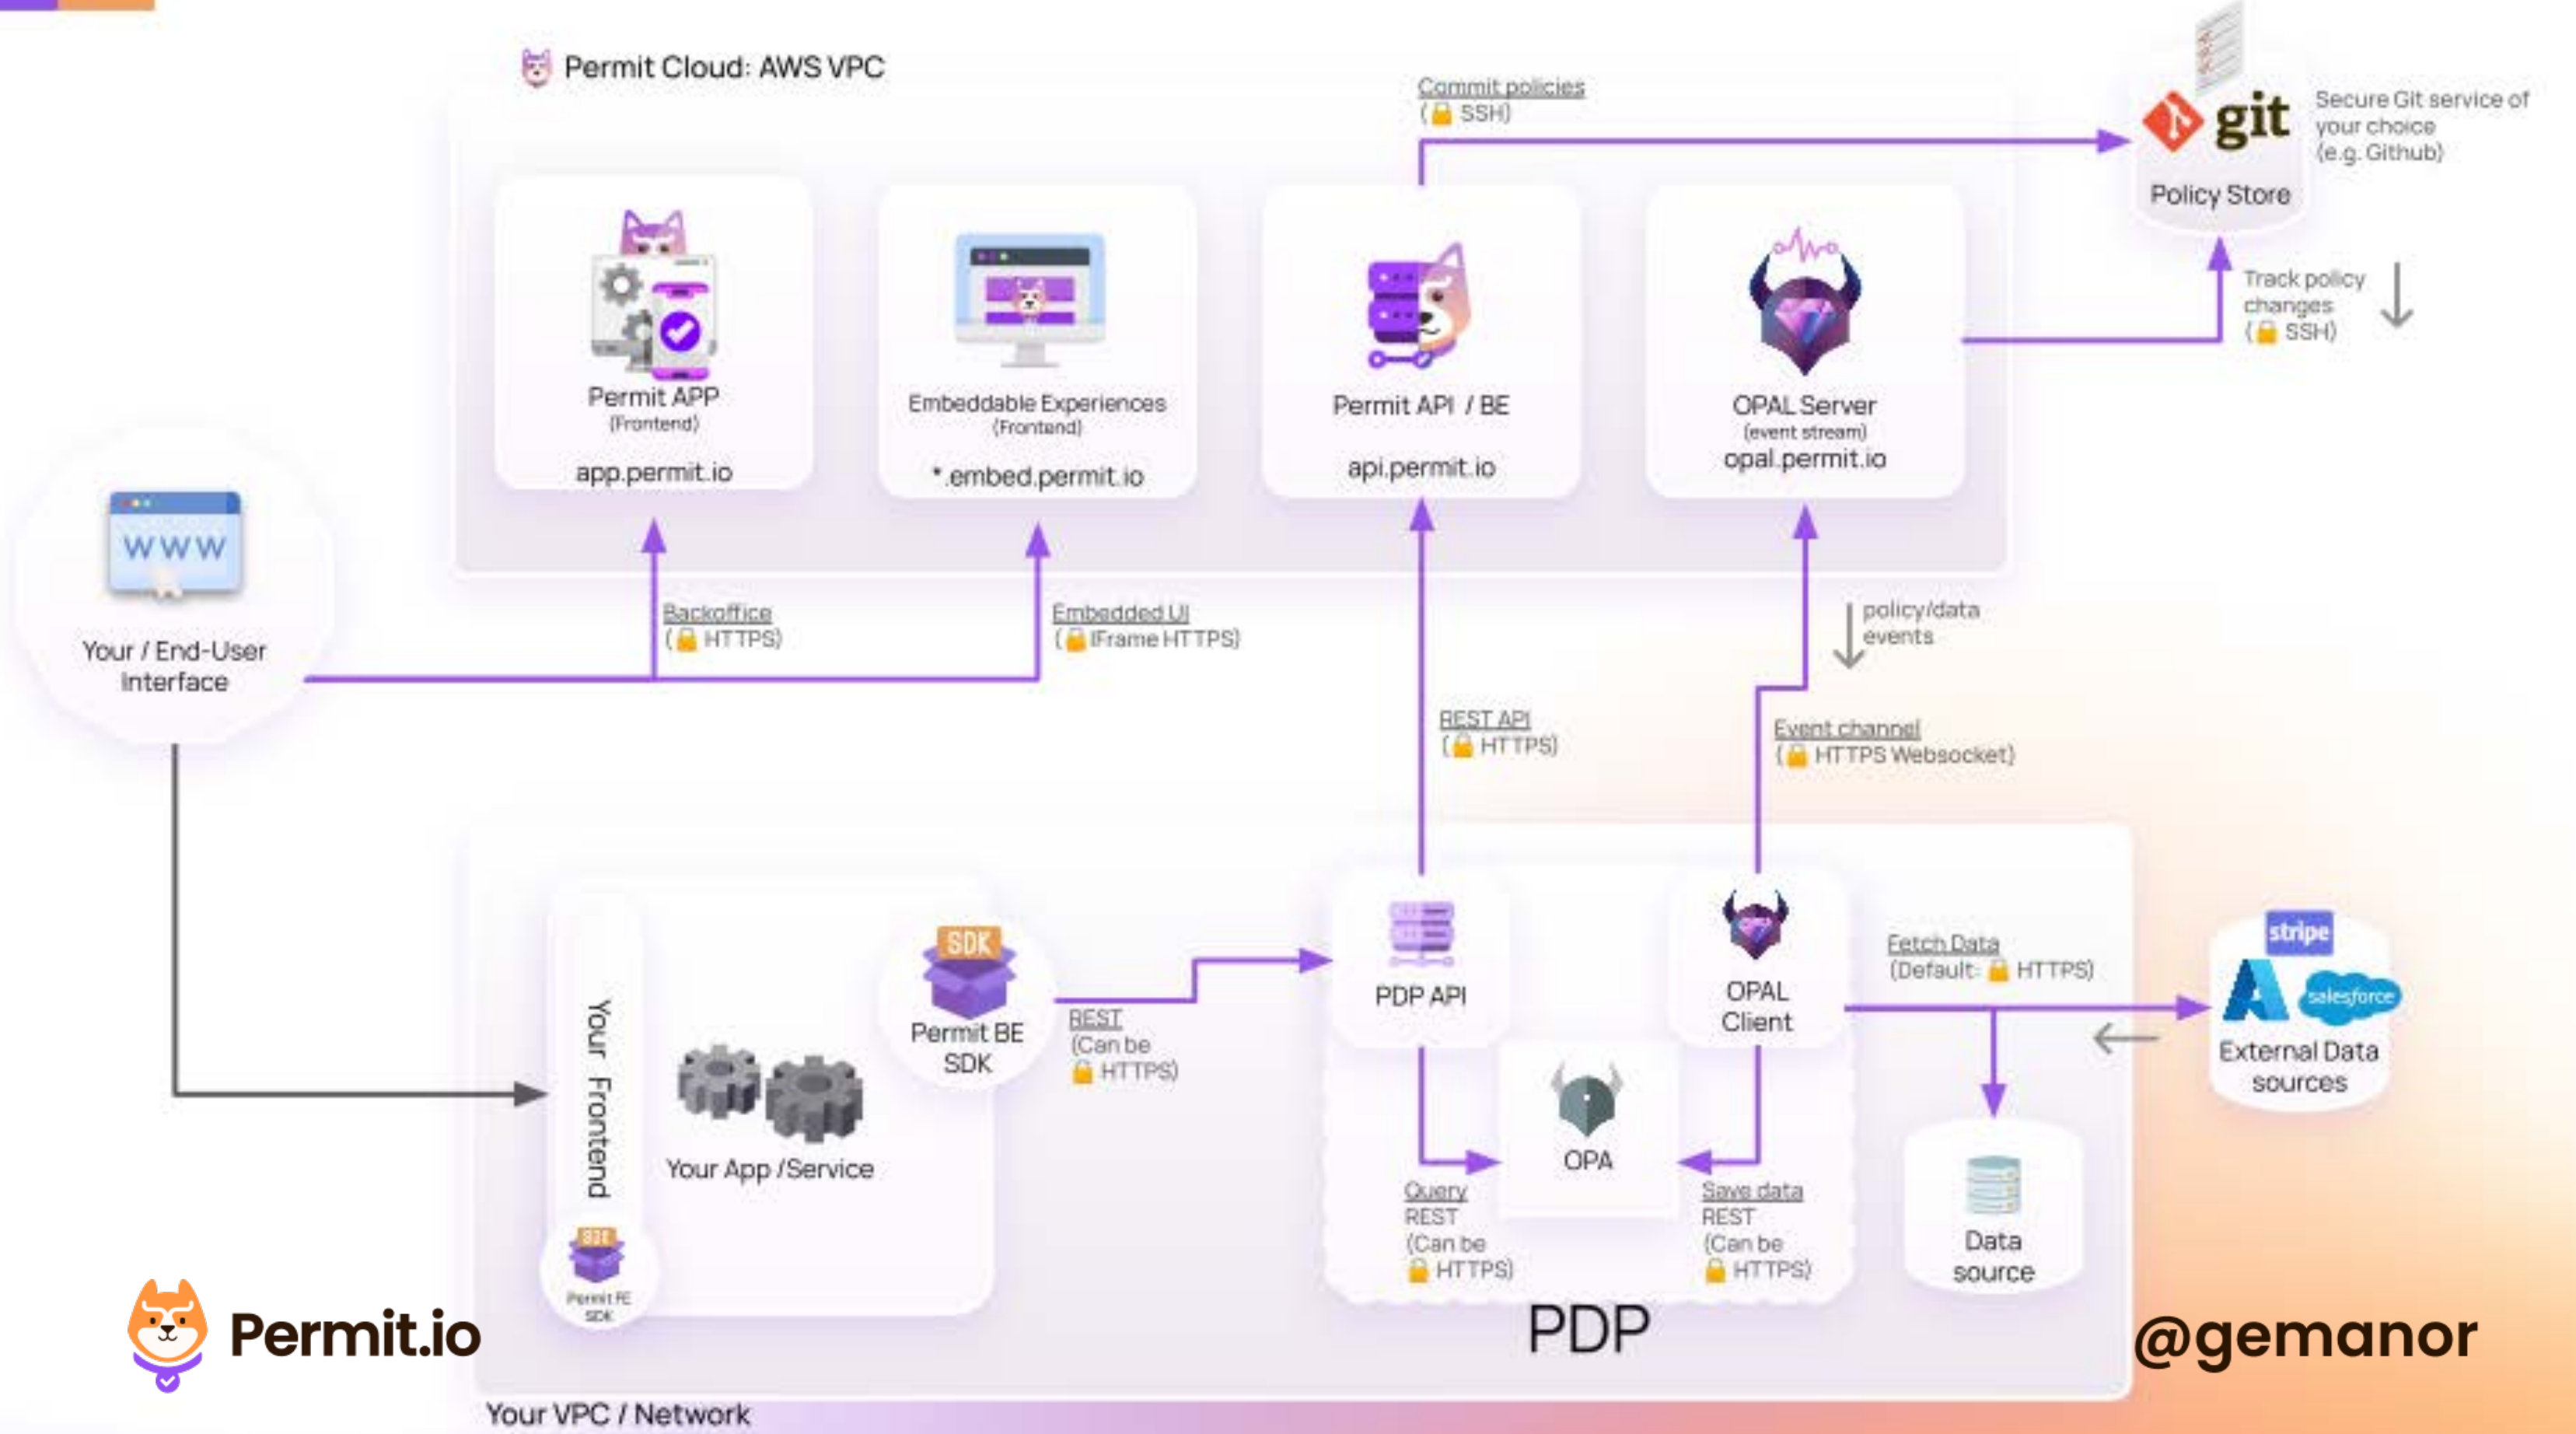 Permit Cloud: AWS VPC
Commit policies
(🔒 SSH)
git
Policy Store
Secure Git service of
your choice
(e.g. Github)
Track policy
changes
(🔒 SSH)
Permit APP
(Frontend)
app.permit.io
Embeddable Experiences
(Frontend)
*.embed.permit.io
Permit API / BE
api.permit.io
OPAL Server
(event stream)
opal.permit.io
WWW
Your / End-User
Interface
Backoffice
(🔒 HTTPS)
Embedded UI
(🔒 IFrame HTTPS)
policy/data
events
REST API
(🔒 HTTPS)
Event channel
(🔒 HTTPS Websocket)
Your Frontend
Your App /Service
SDK
Permit BE
SDK
REST
(Can be
🔒 HTTPS)
PDP API
OPAL
Client
OPA
Query
REST
(Can be
🔒 HTTPS)
Save data
REST
(Can be
🔒 HTTPS)
Fetch Data
(Default: 🔒 HTTPS)
stripe
salesforce
External Data
sources
Data
source
Permit FE
SDK
PDP
Permit.io
@gemanor
Your VPC / Network